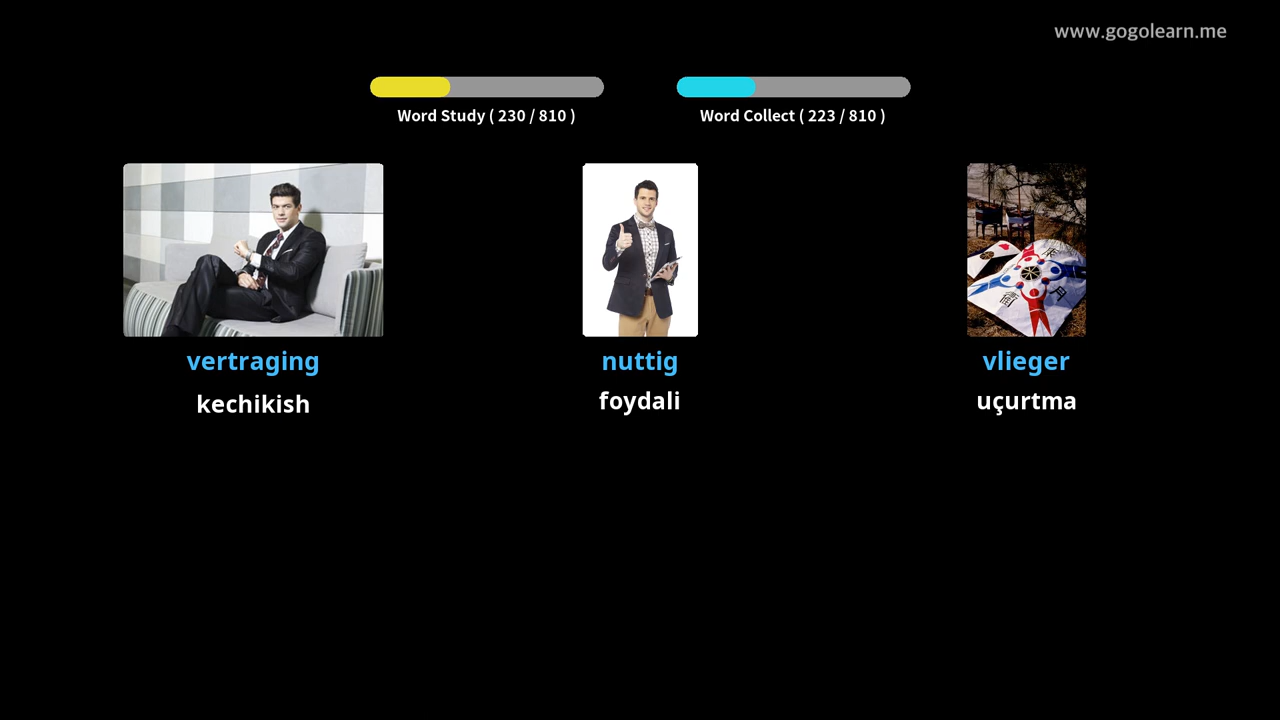 www.gogolearn.me
Word Study ( 230 / 810 )
Word Collect ( 223 / 810 )
vertraging
nuttig
vlieger
kechikish
foydali
uçurtma